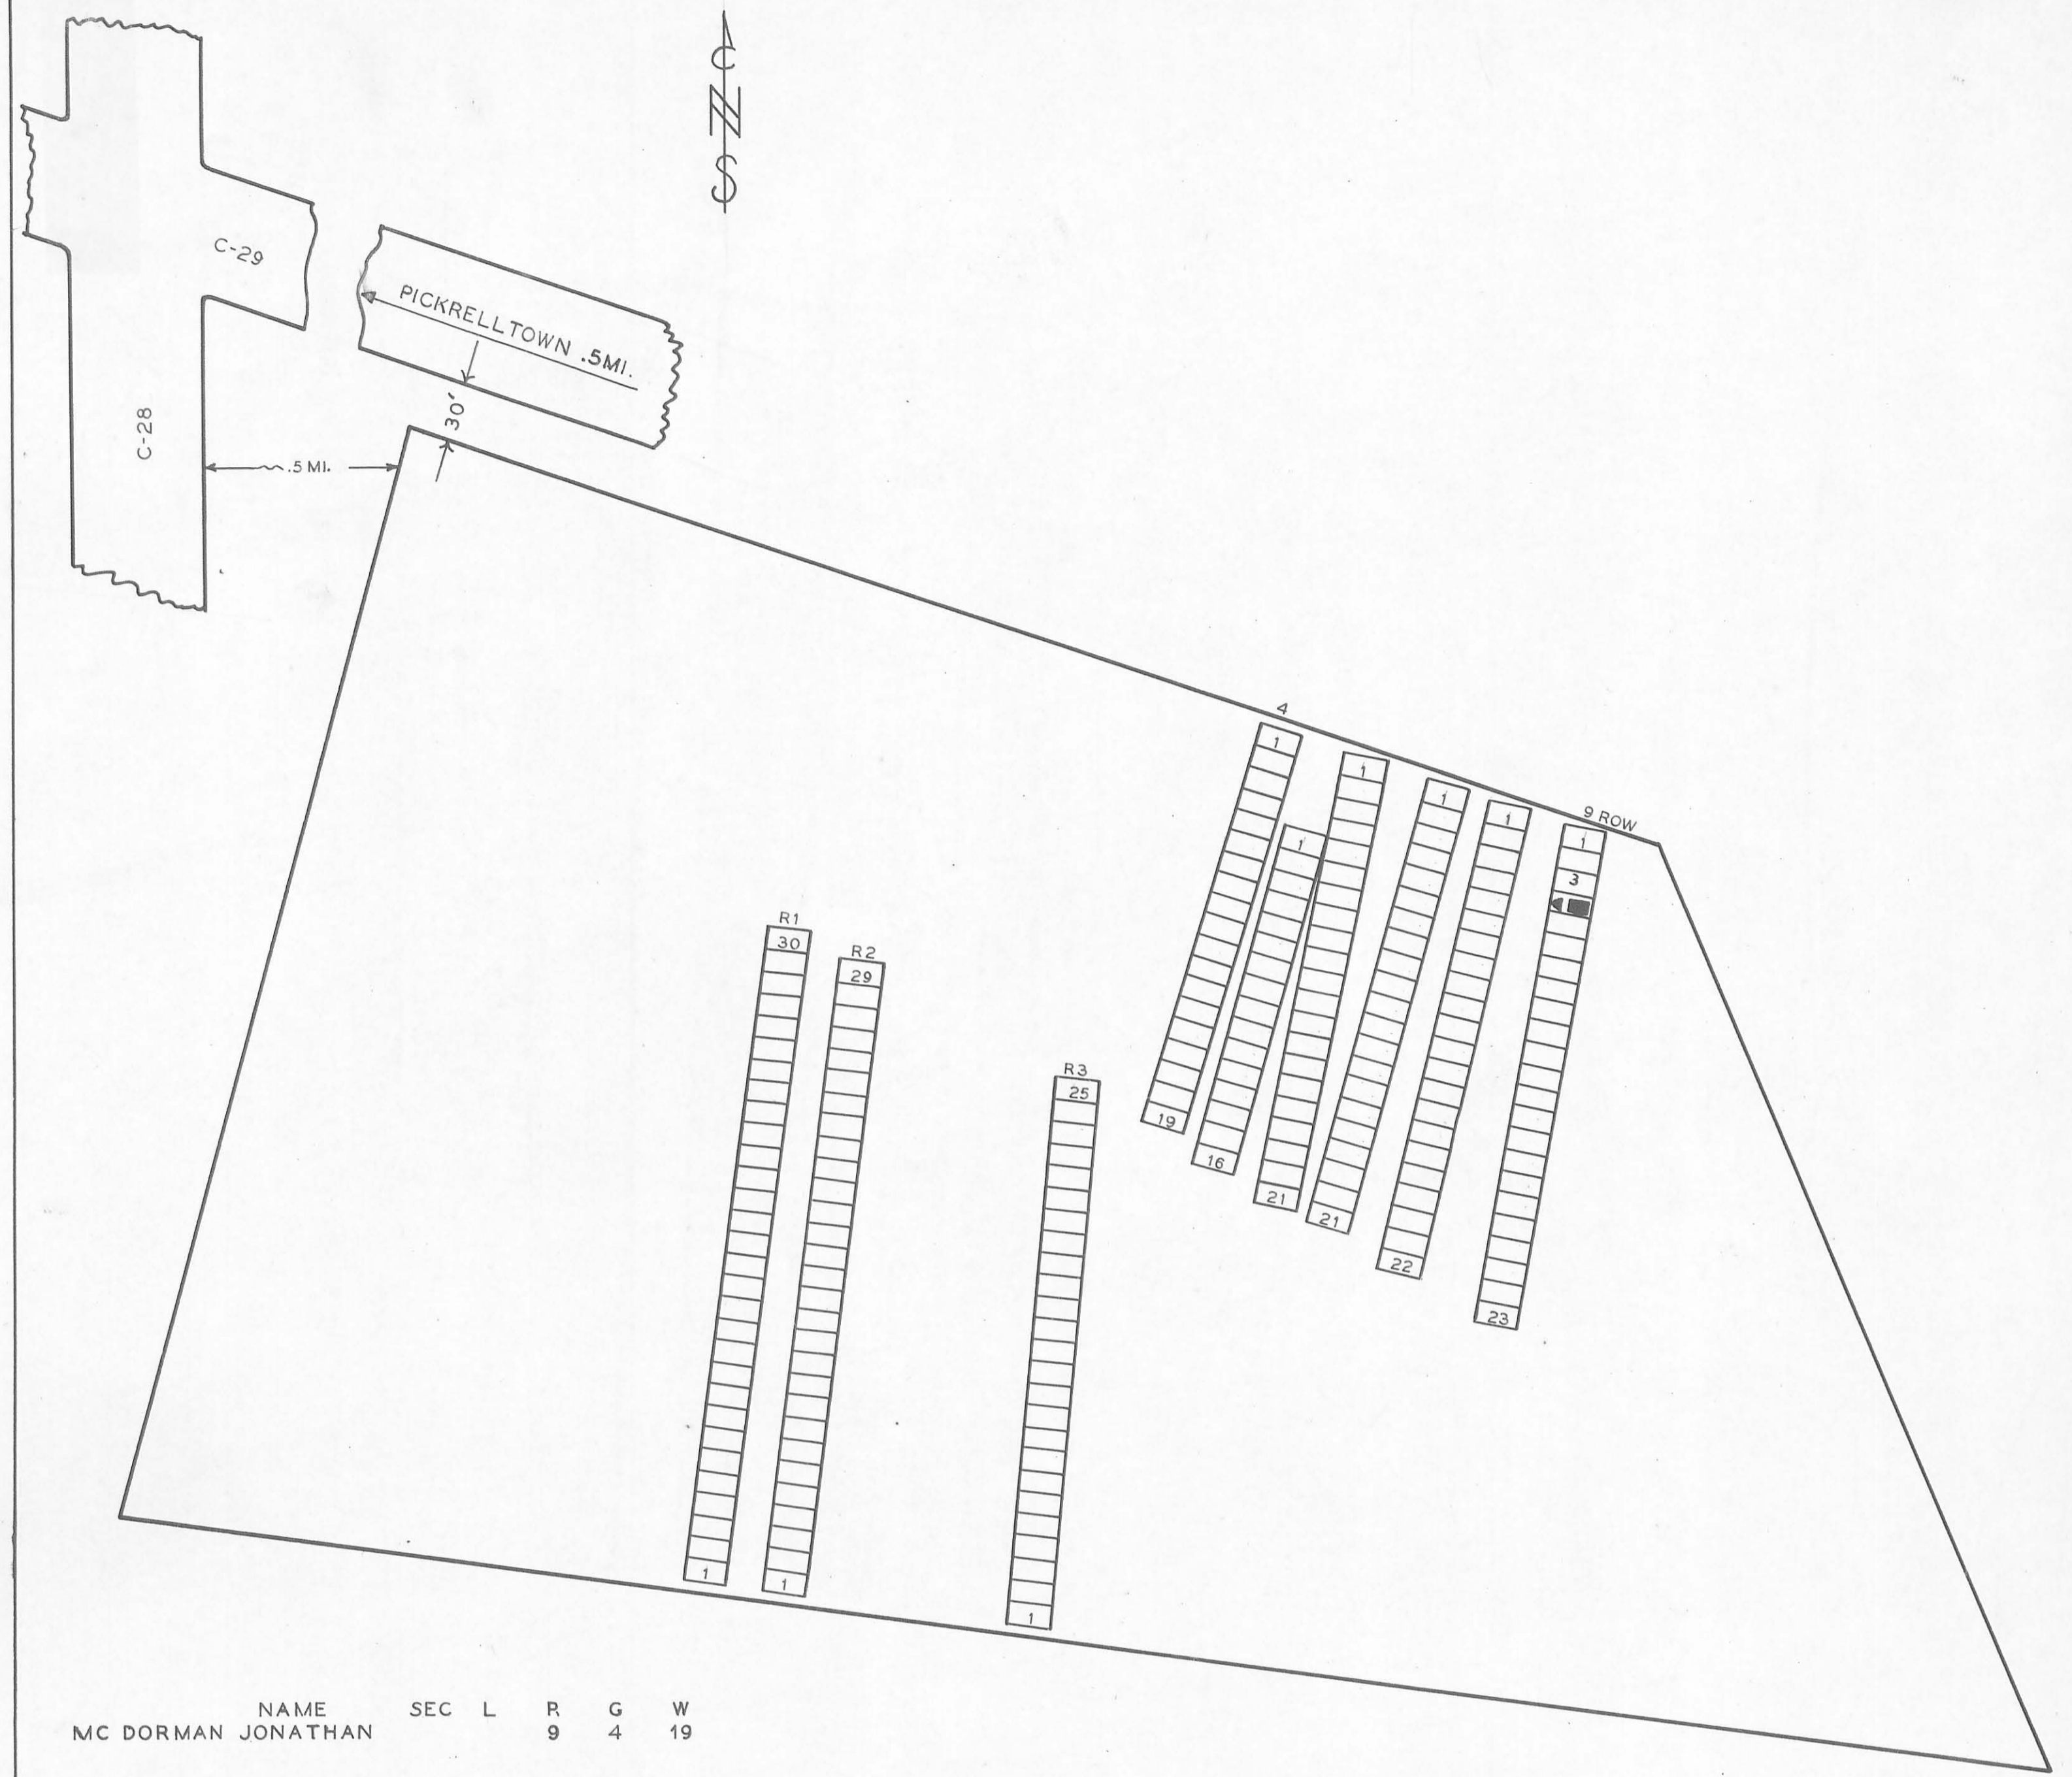 N
S
C-29
PICKRELLTOWN .5MI.
30'
C-28
.5 MI.
4
1
1
1
1
9 ROW
1
1
3
R1
30
R2
29
R3
25
19
16
21
21
22
23
1
1
1
NAME SEC L R G W
MC DORMAN JONATHAN 9 4 19